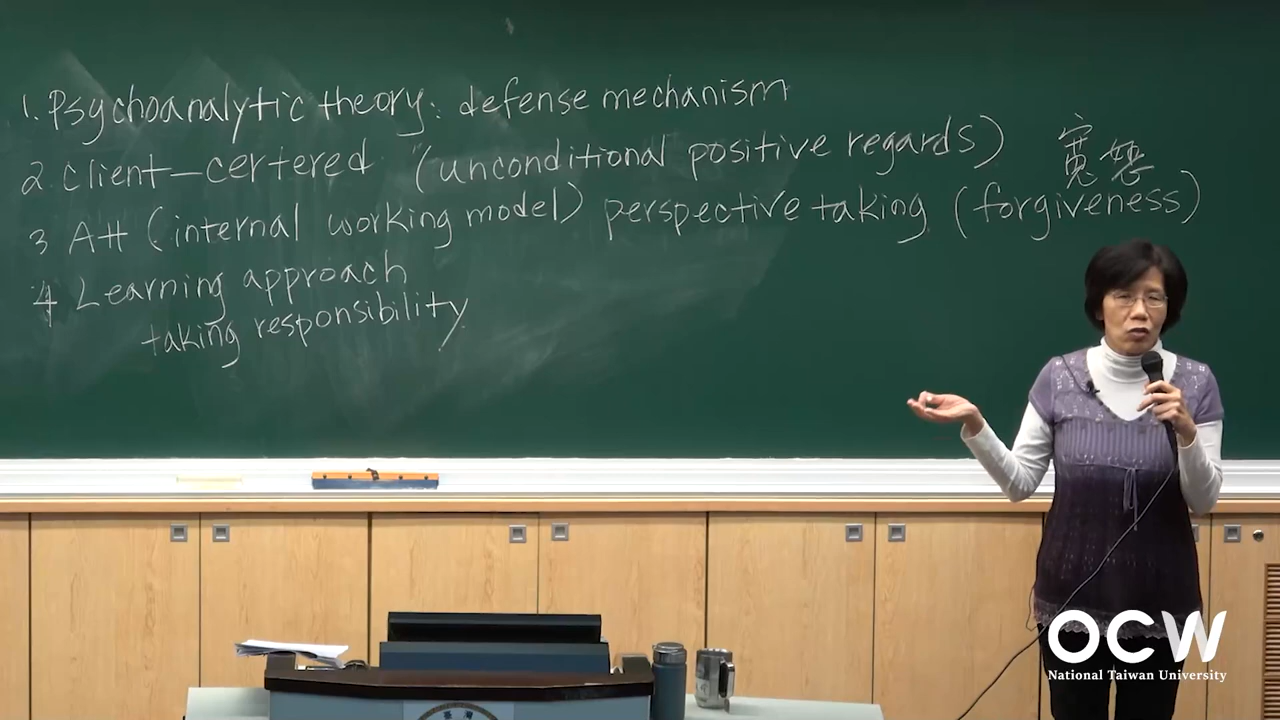 1. Psychoanalytic theory: defense mechanism
2. client-certered (unconditional positive regards) 寬恕
3 Att (internal working model) perspective taking (forgiveness)
4 Learning approach
taking responsibility
OCW
National Taiwan University